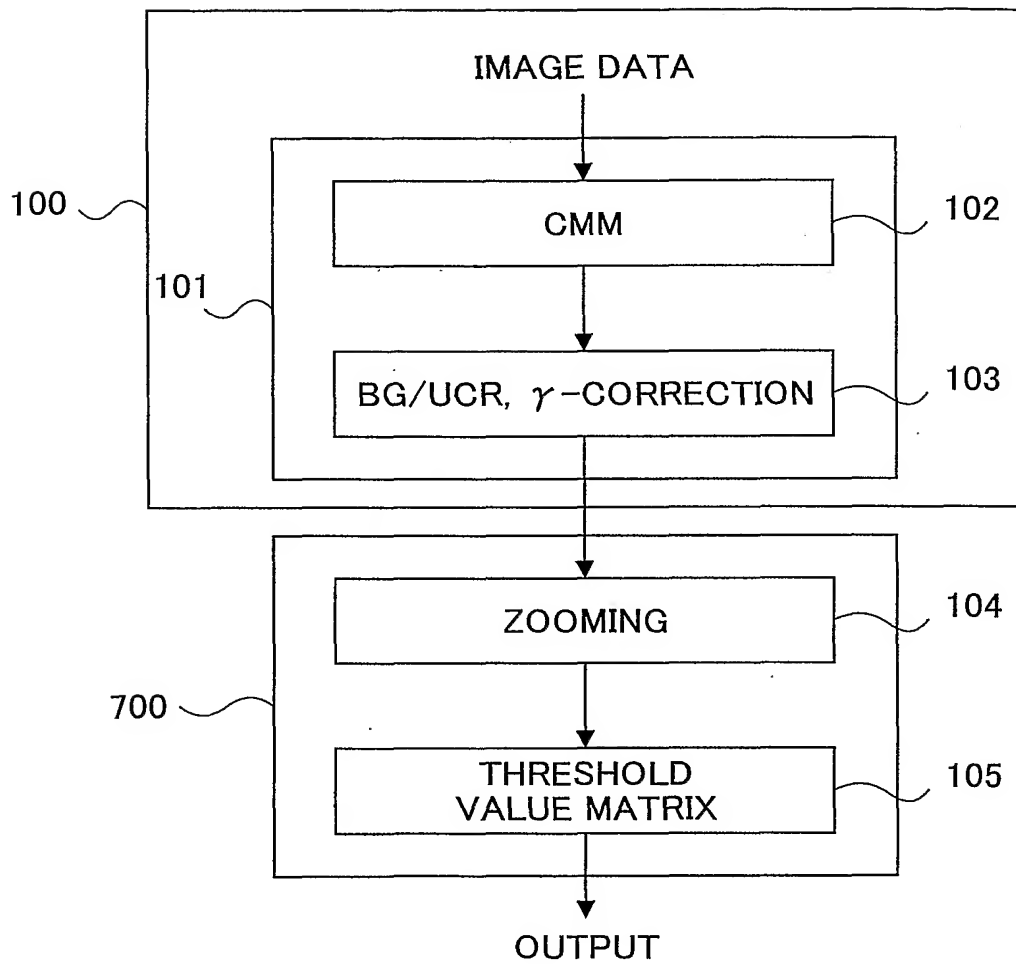 IMAGE DATA
100
102
CMM
101
103
BG/UCR, γ-CORRECTION
104
ZOOMING
700
105
THRESHOLD
VALUE MATRIX
OUTPUT